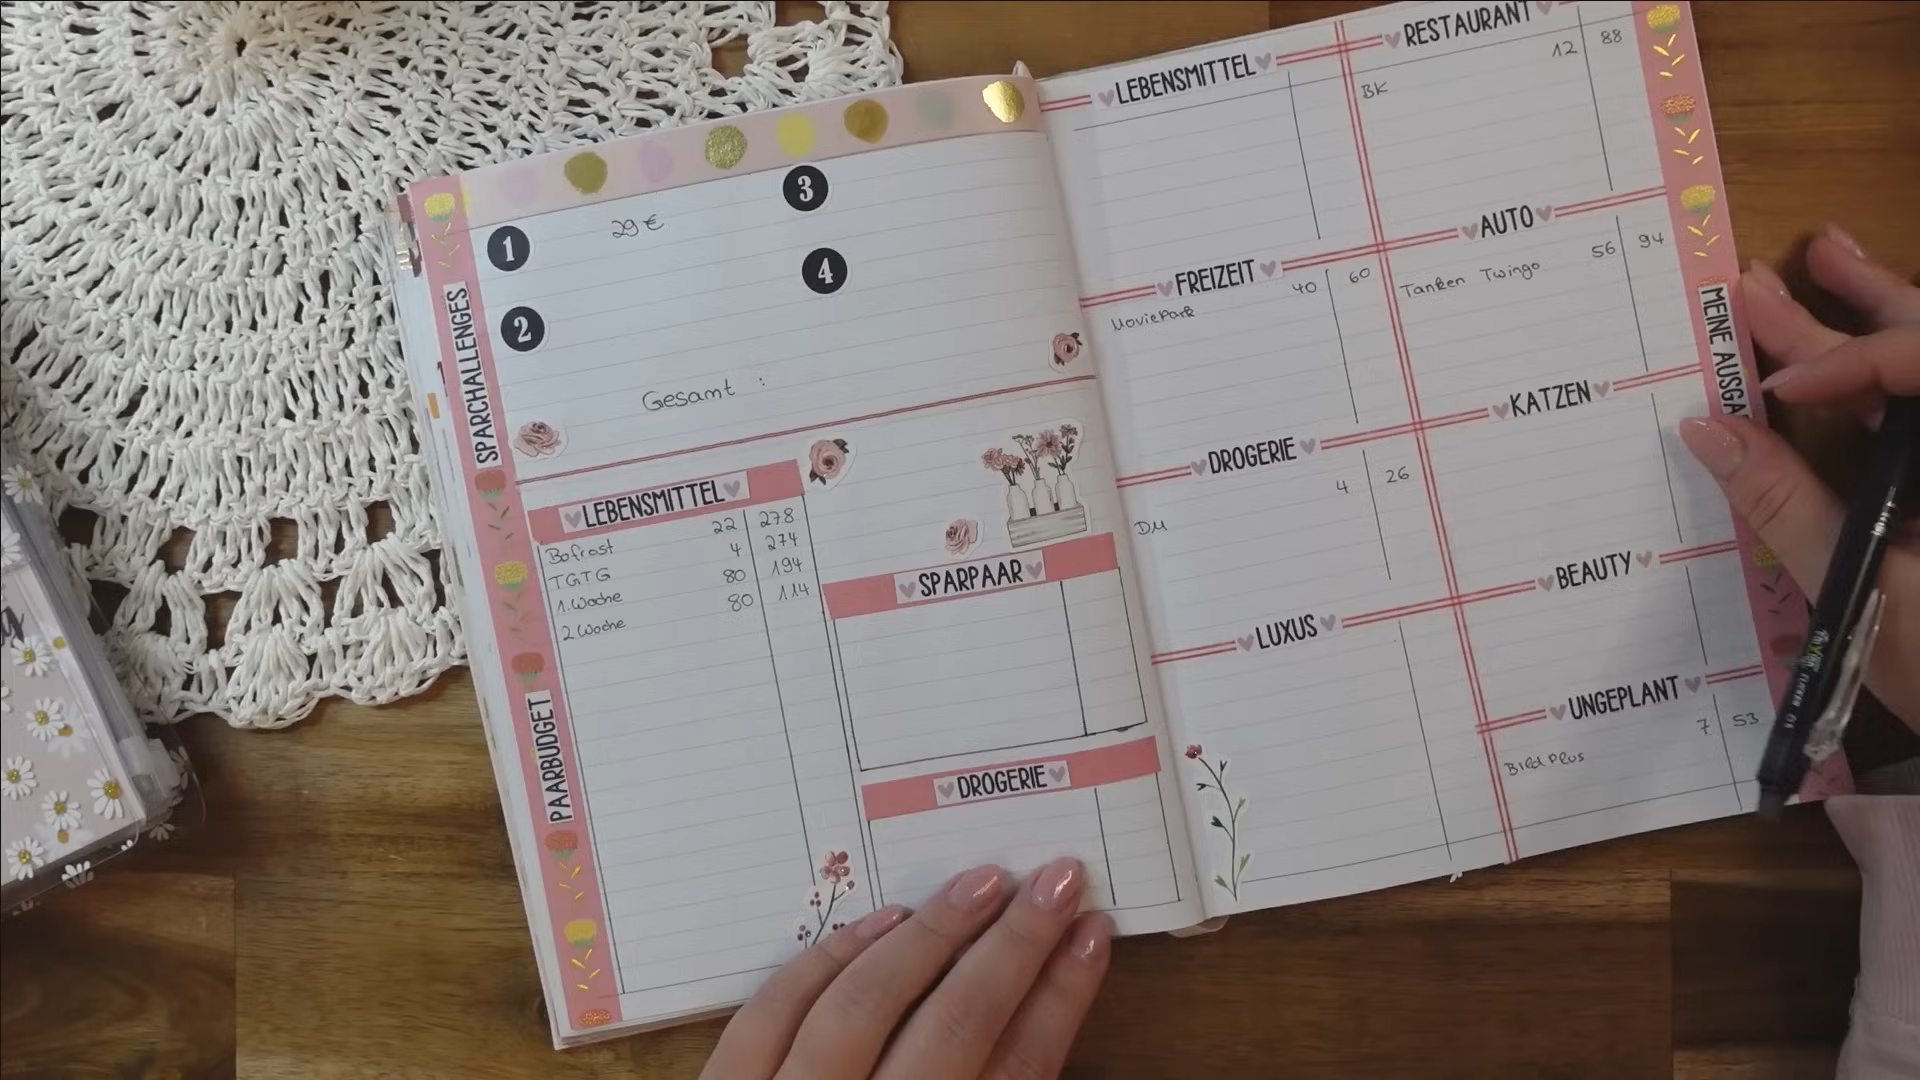 SPARCHALLENGES
1 29 €
2
3
4
Gesamt :
PAARBUDGET
LEBENSMITTEL
Bofrost 22 278
TGTG 4 274
1. Woche 80 194
2 Woche 80 114
SPARPAAR
DROGERIE
LEBENSMITTEL
RESTAURANT
BK 12 88
FREIZEIT
MoviePark 40 60
AUTO
Tanken Twingo 56 94
DROGERIE
DM 4 26
KATZEN
LUXUS
BEAUTY
UNGEPLANT
Bild Plus 7 53
MEINE AUSGA